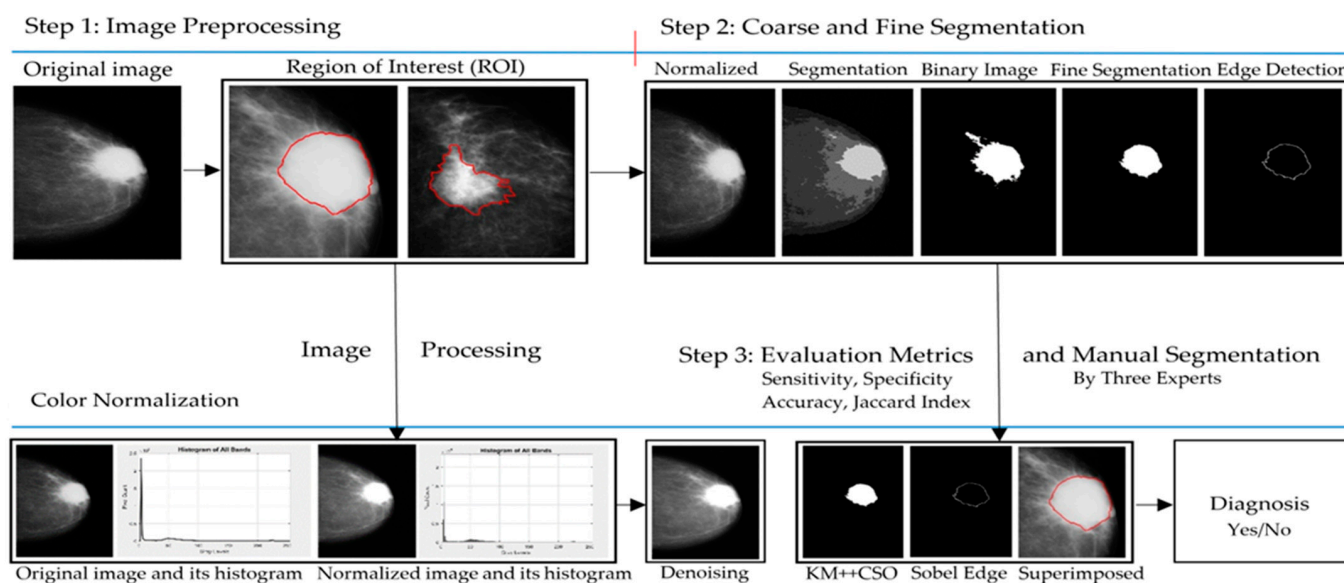 Step 1: Image Preprocessing
Step 2: Coarse and Fine Segmentation
Original image
Region of Interest (ROI)
Normalized
Segmentation
Binary Image
Fine Segmentation
Edge Detection
Image
Processing
Step 3: Evaluation Metrics
and Manual Segmentation
Sensitivity, Specificity
By Three Experts
Accuracy, Jaccard Index
Color Normalization
Histogram of All Bands
Histogram of All Bands
Diagnosis
Yes/No
Original image and its histogram
Normalized image and its histogram
Denoising
KM++CSO
Sobel Edge
Superimposed